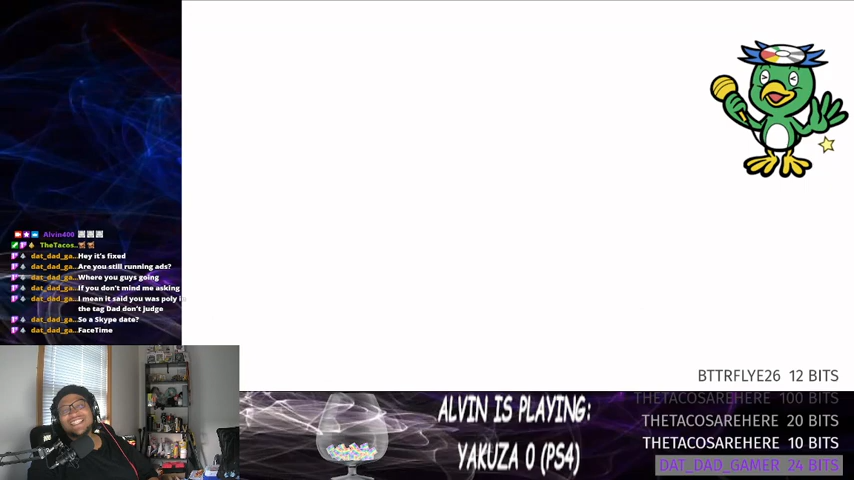 Alvin400
TheTacos..
dat_dad_ga...Hey it's fixed
dat_dad_ga...Are you still running ads?
dat_dad_ga...Where you guys going
dat_dad_ga...If you don't mind me asking
dat_dad_ga...I mean it said you was poly in
the tag Dad don't judge
dat_dad_ga...So a Skype date?
dat_dad_ga...FaceTime
BTTRFLYE26 12 BITS
THETACOSAREHERE 100 BITS
THETACOSAREHERE 20 BITS
THETACOSAREHERE 10 BITS
DAT_DAD_GAMER 24 BITS
ALVIN IS PLAYING:
YAKUZA 0 (PS4)